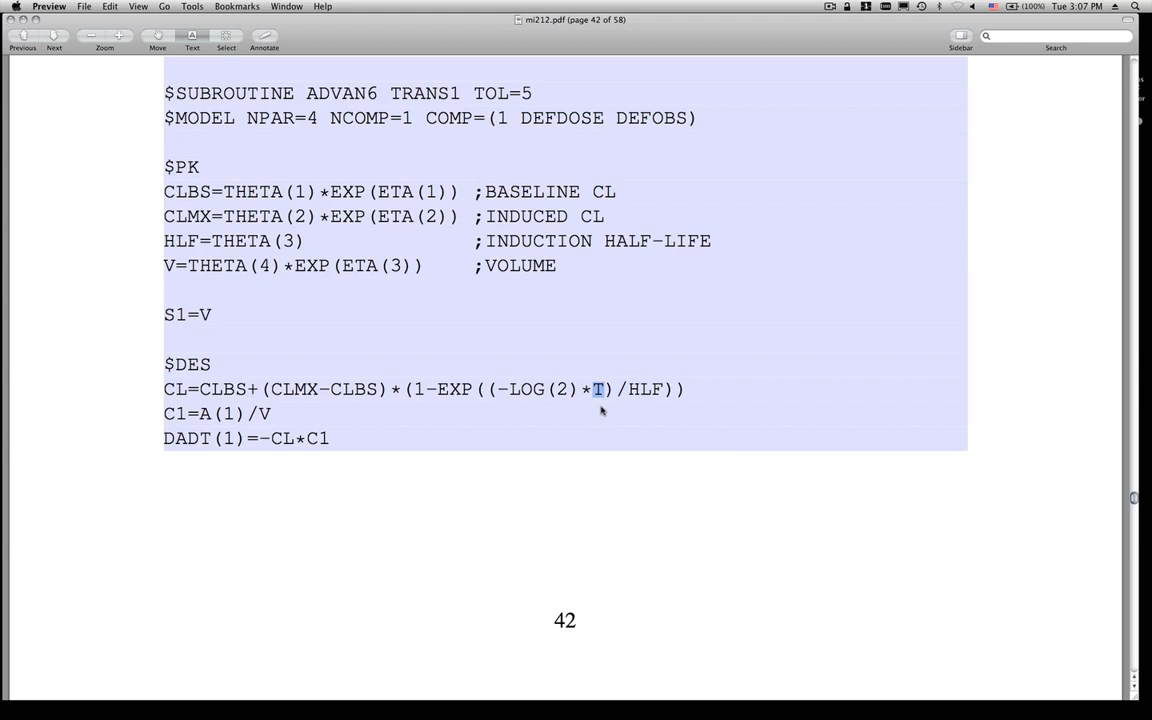 Preview File Edit View Go Tools Bookmarks Window Help (100%) Tue 3:07 PM
mi212.pdf (page 42 of 58)
Previous Next Zoom Move Text Select Annotate Sidebar Search
$SUBROUTINE ADVAN6 TRANS1 TOL=5
$MODEL NPAR=4 NCOMP=1 COMP=(1 DEFDOSE DEFOBS)
$PK
CLBS=THETA(1)*EXP(ETA(1)) ;BASELINE CL
CLMX=THETA(2)*EXP(ETA(2)) ;INDUCED CL
HLF=THETA(3) ;INDUCTION HALF-LIFE
V=THETA(4)*EXP(ETA(3)) ;VOLUME
S1=V
$DES
CL=CLBS+(CLMX-CLBS)*(1-EXP((-LOG(2)*T)/HLF))
C1=A(1)/V
DADT(1)=-CL*C1
42